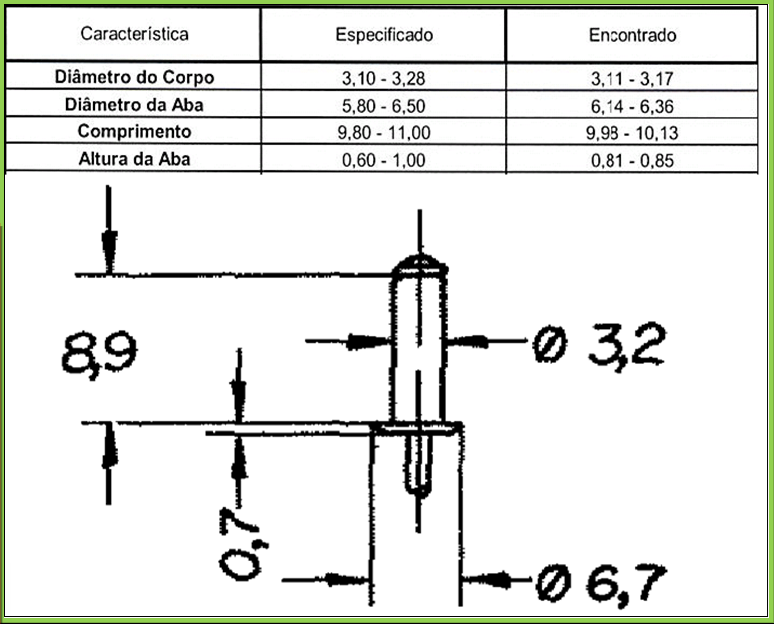 Característica Especificado Encontrado
Diâmetro do Corpo 3,10 - 3,28 3,11 - 3,17
Diâmetro da Aba 5,80 - 6,50 6,14 - 6,36
Comprimento 9,80 - 11,00 9,98 - 10,13
Altura da Aba 0,60 - 1,00 0,81 - 0,85
8,9
Ø 3,2
0,7
Ø 6,7